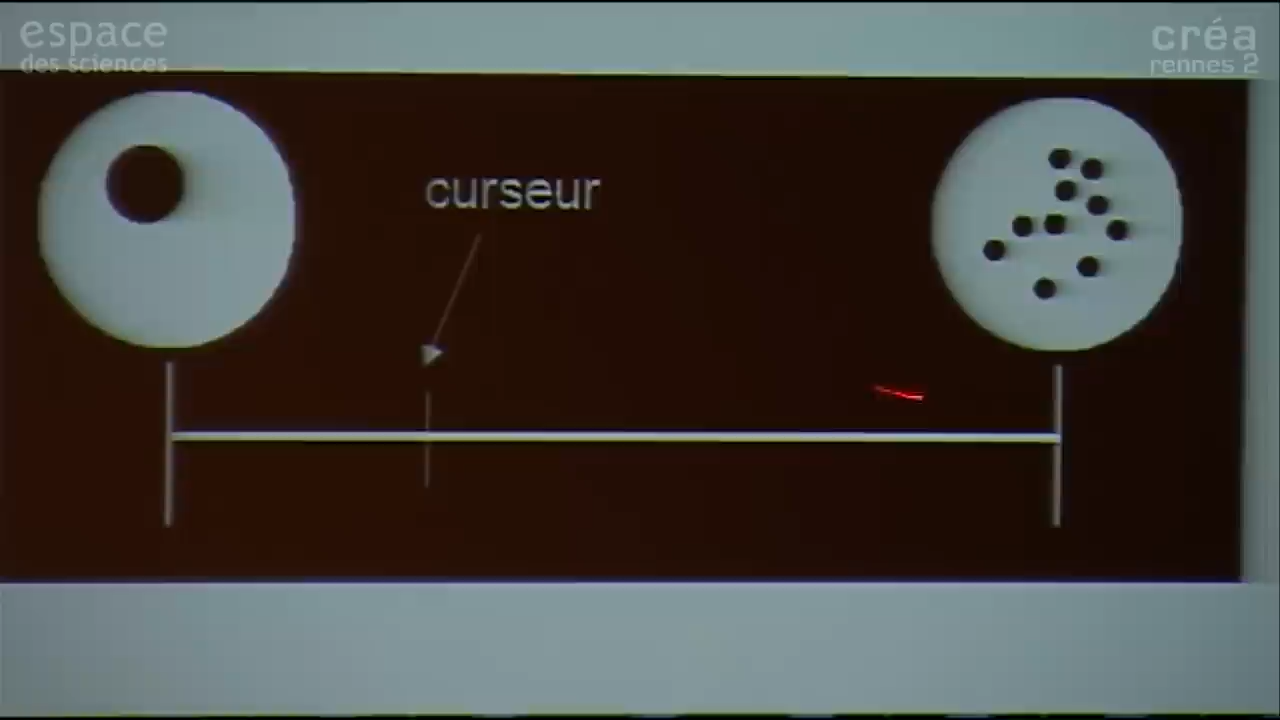 espace
des sciences
créa
rennes 2
curseur